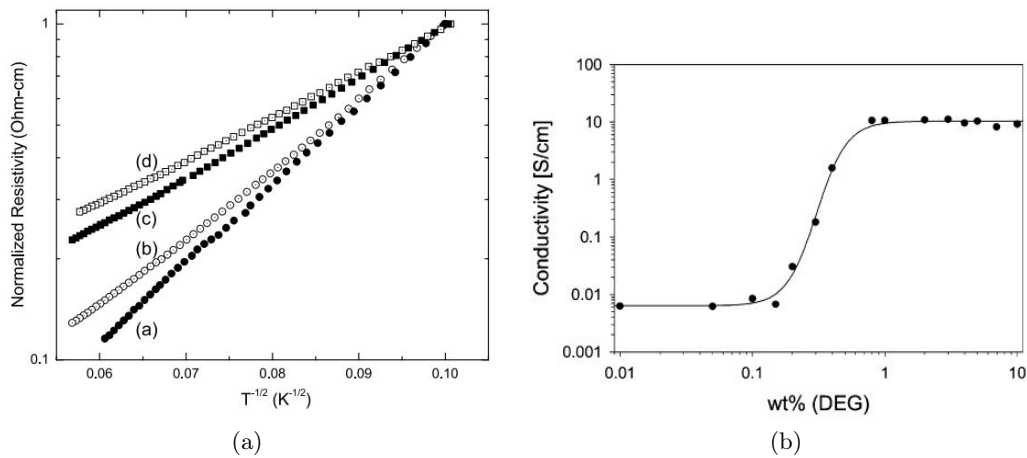 1
Normalized Resistivity (Ohm-cm)
(d)
(c)
(b)
(a)
0.1
0.06 0.07 0.08 0.09 0.10
T^-1/2 (K^-1/2)
(a)
100
10
1
0.1
0.01
0.001
Conductivity [S/cm]
0.01 0.1 1 10
wt% (DEG)
(b)